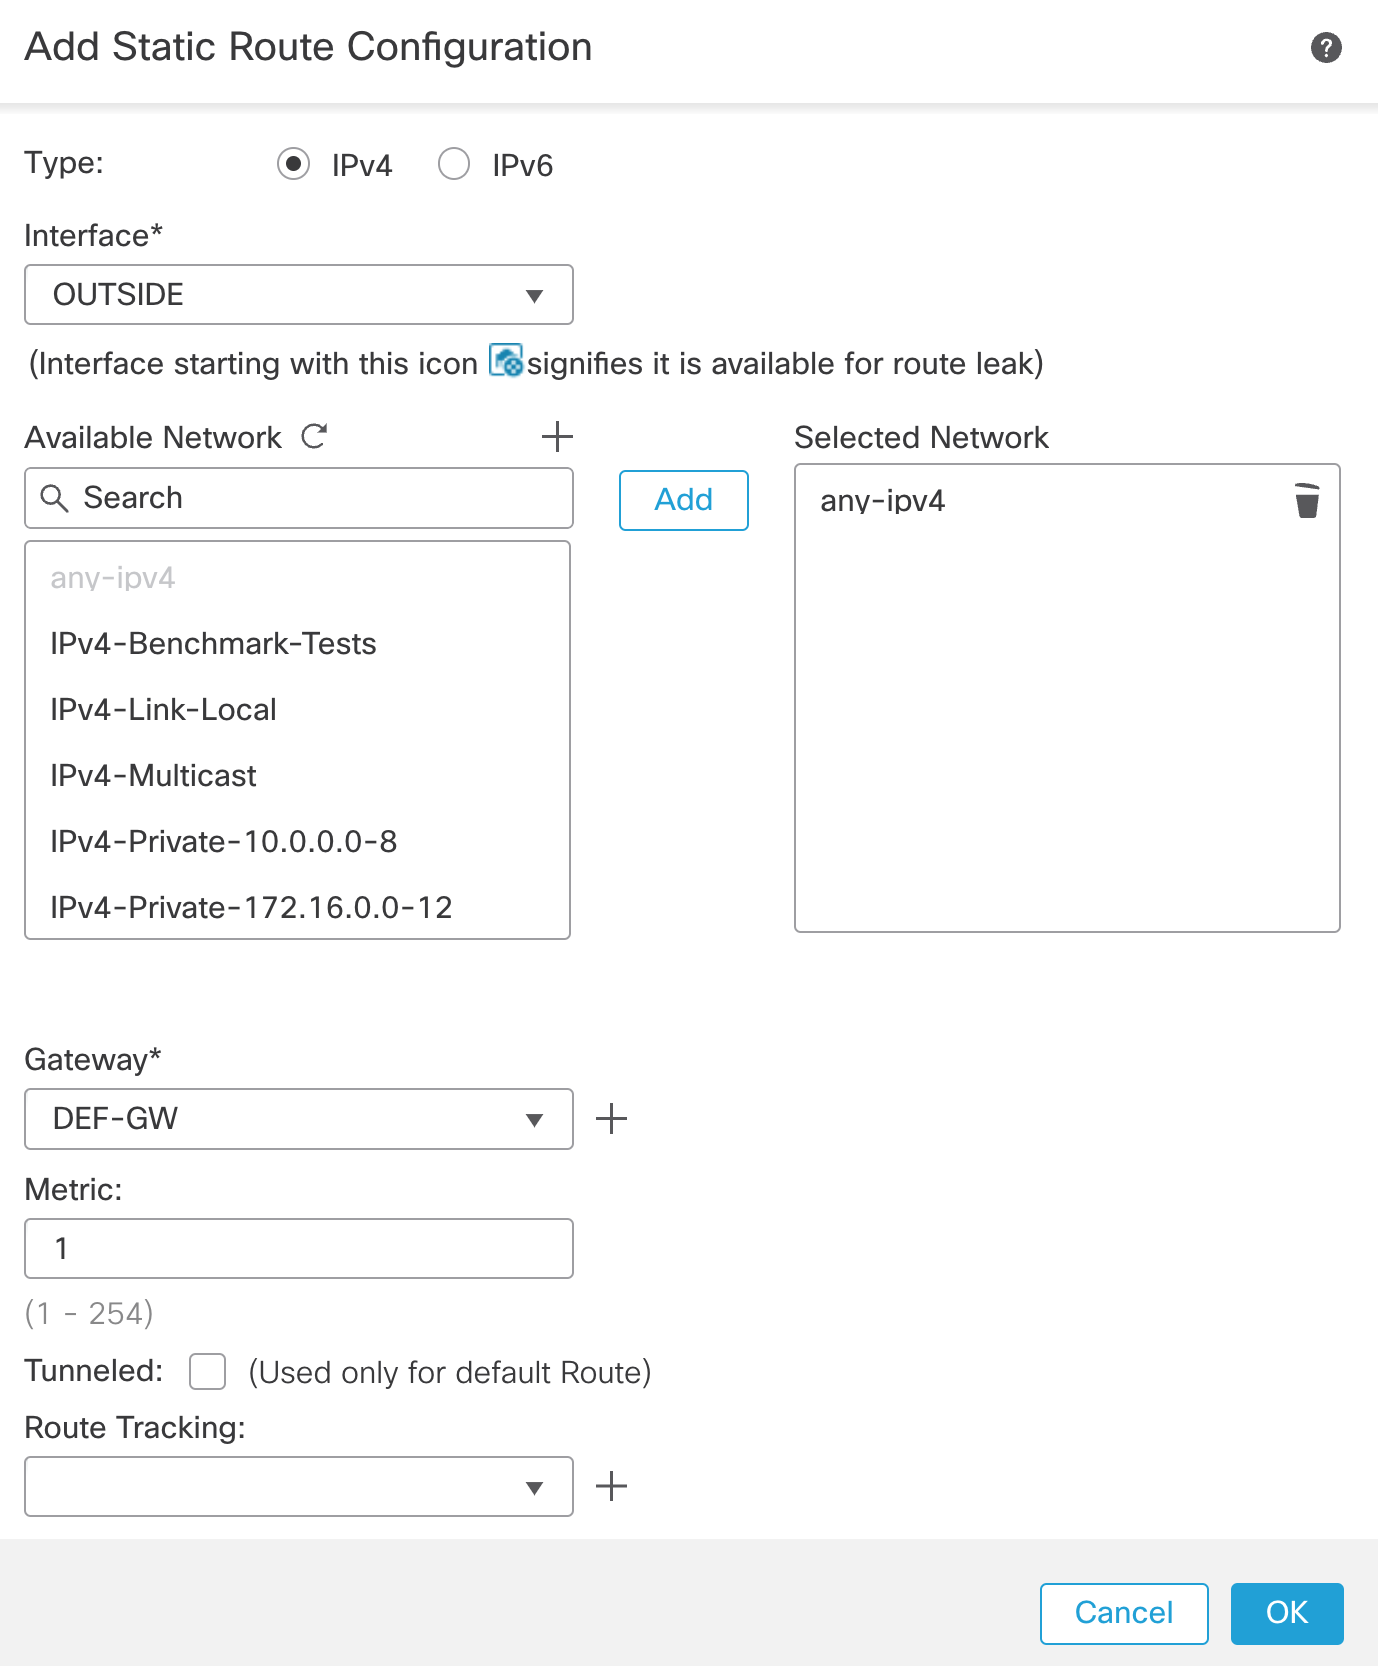 Add Static Route Configuration
?
Type:
IPv4
IPv6
Interface*
OUTSIDE
(Interface starting with this icon signifies it is available for route leak)
Available Network
Search
any-ipv4
IPv4-Benchmark-Tests
IPv4-Link-Local
IPv4-Multicast
IPv4-Private-10.0.0.0-8
IPv4-Private-172.16.0.0-12
Add
Selected Network
any-ipv4
Gateway*
DEF-GW
Metric:
1
(1 - 254)
Tunneled:
(Used only for default Route)
Route Tracking:
Cancel
OK